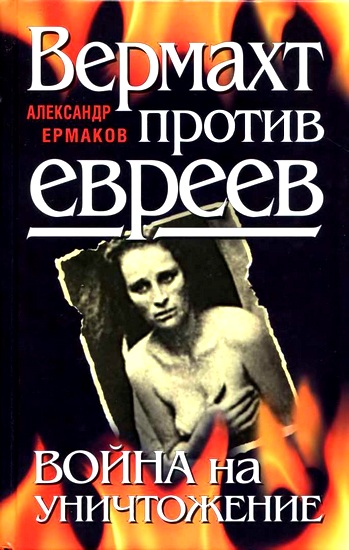 Вермахт
АЛЕКСАНДР
ЕРМАКОВ
против
евреев
ВОЙНА на
УНИЧТОЖЕНИЕ